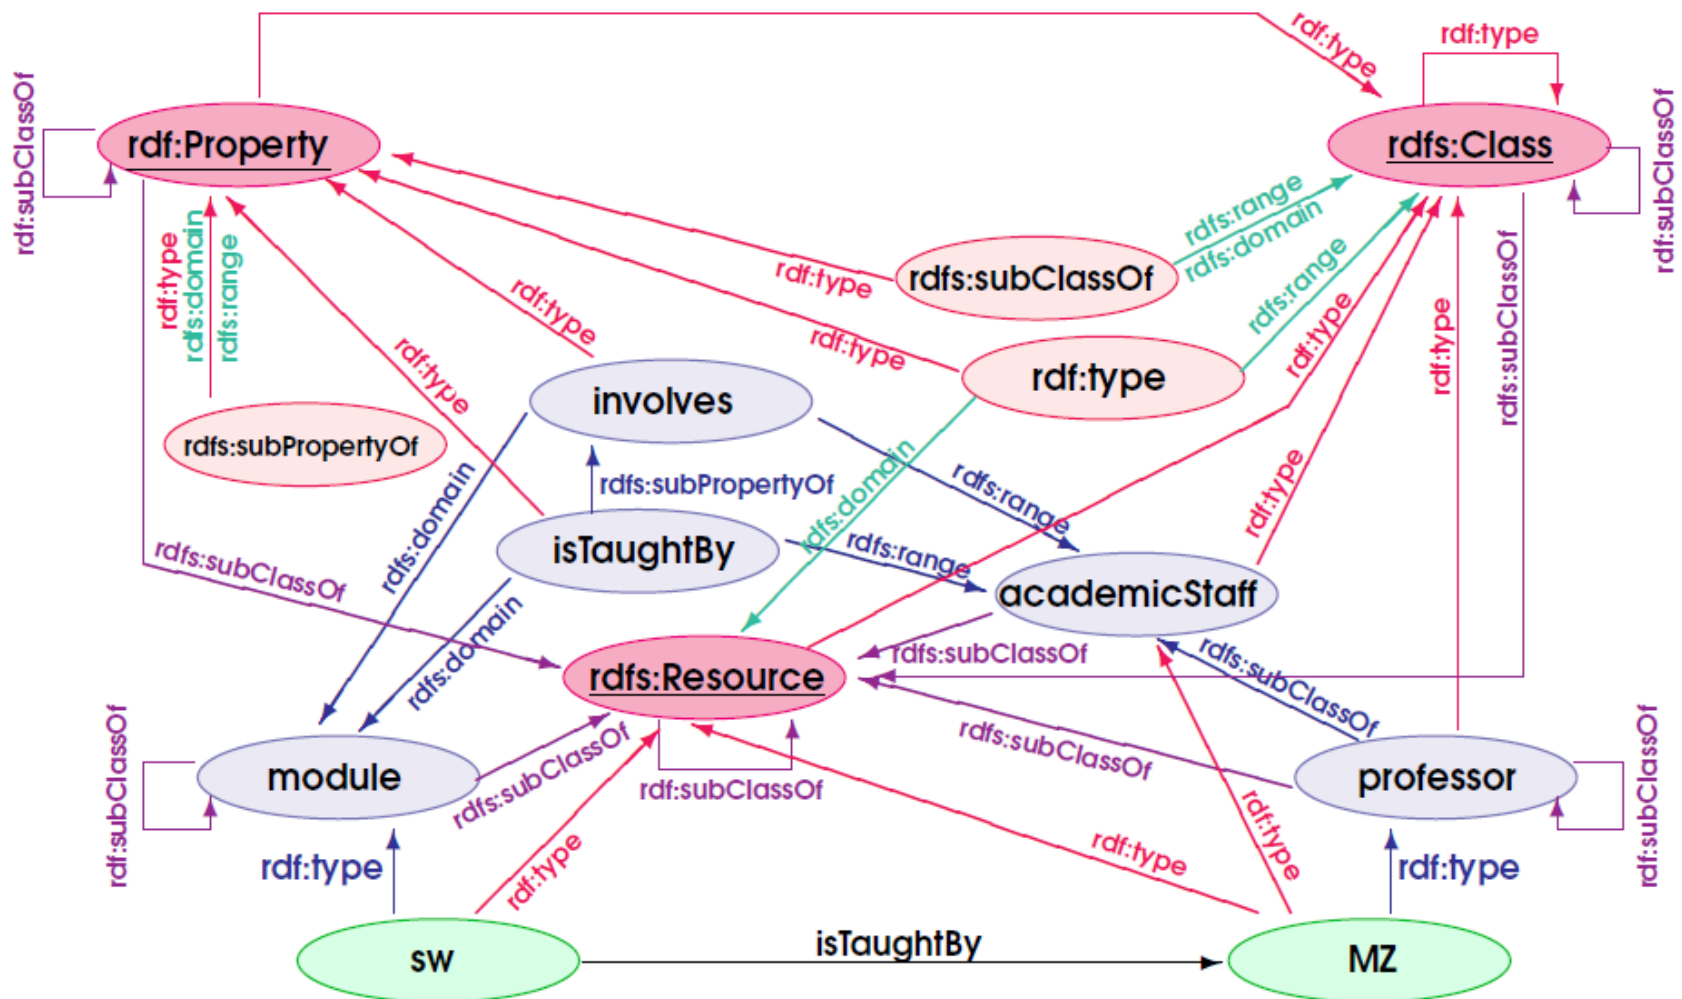 rdf:type
rdf:type
rdf:subClassOf
rdf:Property
rdfs:Class
rdf:subClassOf
rdf:type
rdfs:domain
rdfs:range
rdf:type
rdf:type
rdfs:subClassOf
rdfs:range
rdfs:domain
rdfs:range
rdf:type
rdf:type
rdfs:subClassOf
rdf:type
rdf:type
rdf:type
involves
rdfs:subPropertyOf
rdfs:domain
rdfs:subPropertyOf
rdfs:domain
rdfs:range
rdf:type
isTaughtBy
rdfs:range
rdfs:subClassOf
academicStaff
rdfs:domain
rdfs:Resource
rdfs:subClassOf
rdfs:subClassOf
rdf:subClassOf
module
rdfs:subClassOf
rdf:subClassOf
rdfs:subClassOf
professor
rdf:subClassOf
rdf:type
rdf:type
rdf:type
rdf:type
rdf:type
sw
isTaughtBy
MZ